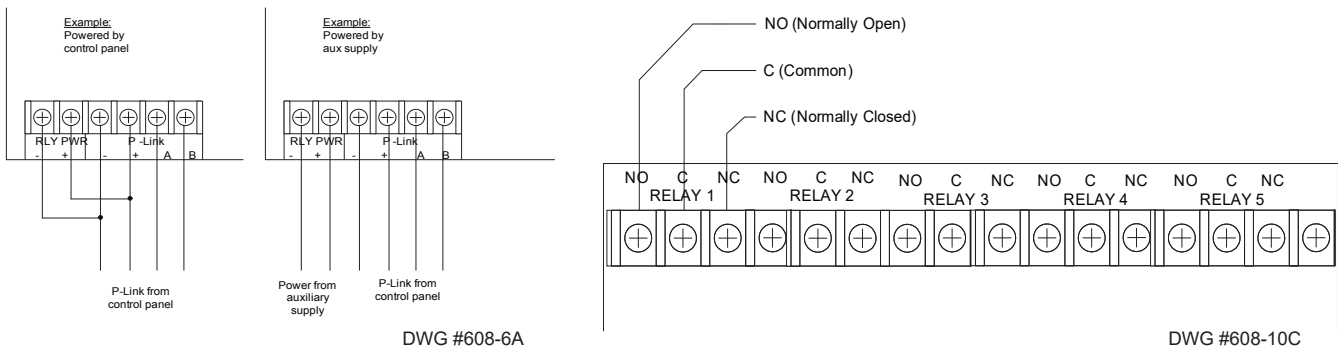 Example:
Powered by
control panel
RLY PWR P -Link
- + - + A B
P-Link from
control panel
Example:
Powered by
aux supply
RLY PWR P -Link
- + - + A B
Power from
auxiliary
supply
P-Link from
control panel
DWG #608-6A
NO (Normally Open)
C (Common)
NC (Normally Closed)
NO C NC NO C NC NO C NC NO C NC NO C NC
RELAY 1 RELAY 2 RELAY 3 RELAY 4 RELAY 5
DWG #608-10C